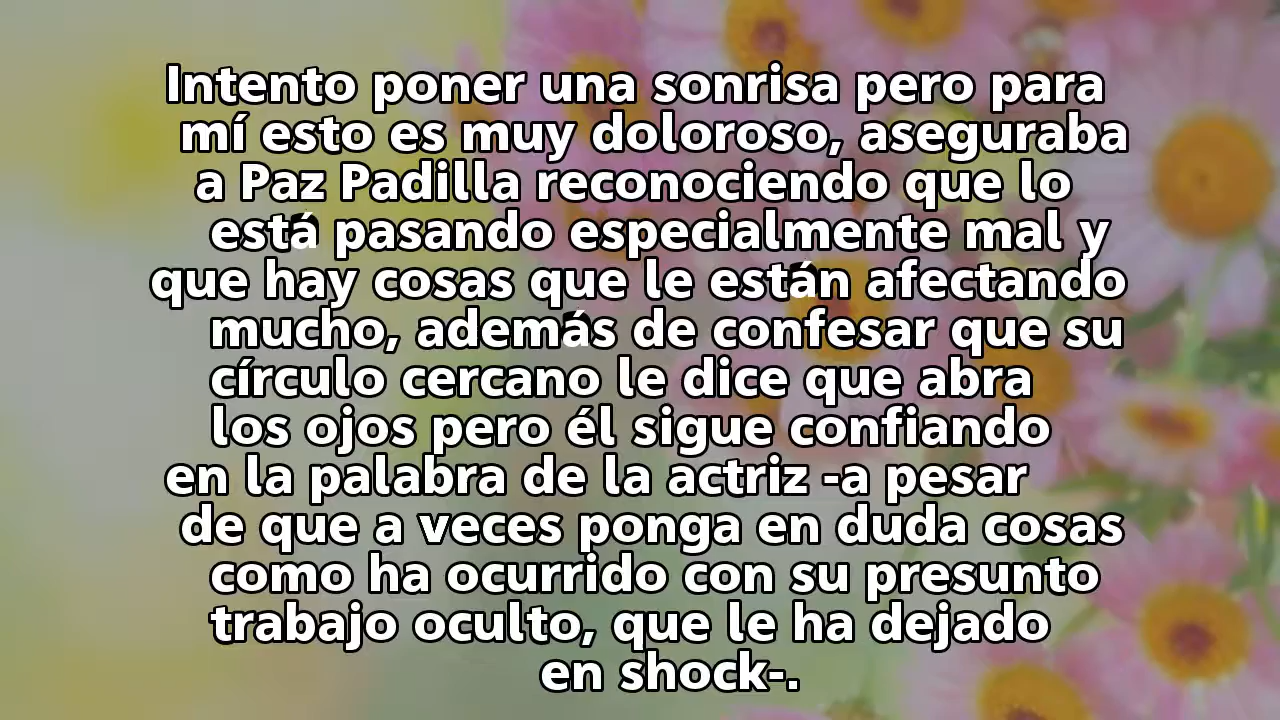 Intento poner una sonrisa pero para
mí esto es muy doloroso, aseguraba
a Paz Padilla reconociendo que lo
está pasando especialmente mal y
que hay cosas que le están afectando
mucho, además de confesar que su
círculo cercano le dice que abra
los ojos pero él sigue confiando
en la palabra de la actriz -a pesar
de que a veces ponga en duda cosas
como ha ocurrido con su presunto
trabajo oculto, que le ha dejado
en shock-.